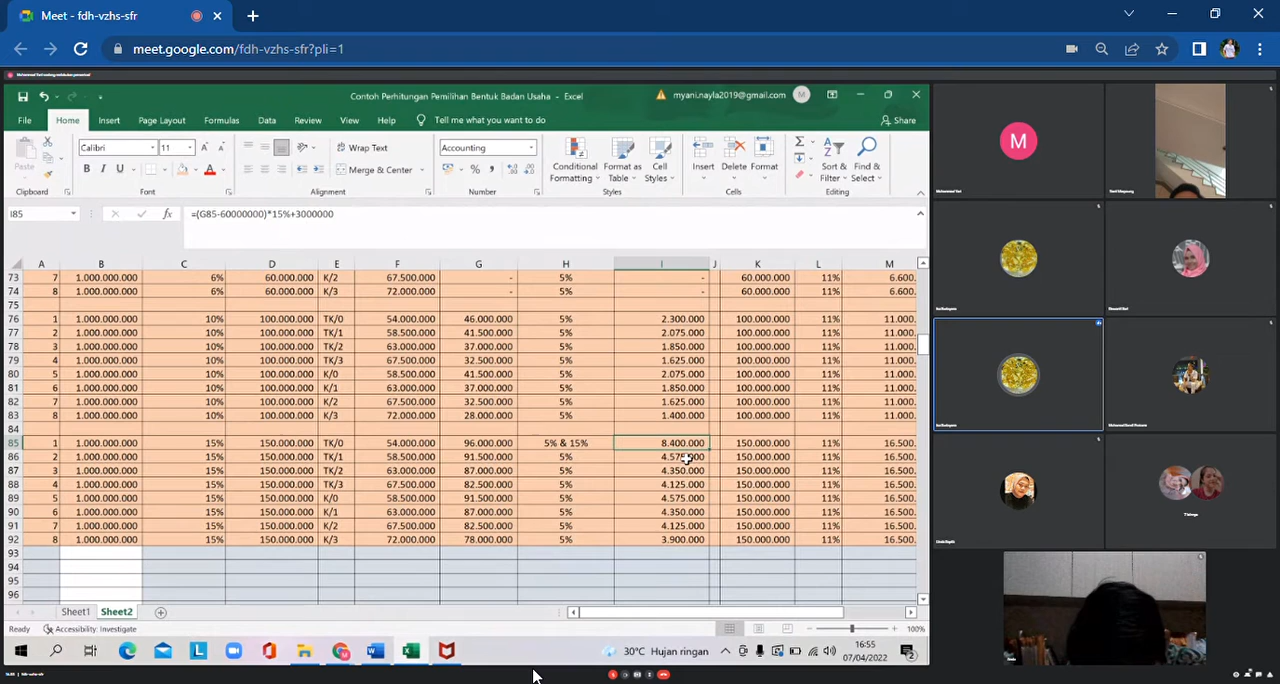 Meet - fdh-vzhs-sfr
meet.google.com/fdh-vzhs-sfr?pli=1
Contoh Perhitungan Pemilihan Bentuk Badan Usaha - Excel
myani.nayla2019@gmail.com M
File Home Insert Page Layout Formulas Data Review View Help Tell me what you want to do Share
Paste Calibri 11 B I U Wrap Text Merge & Center Accounting Conditional Formatting Format as Table Cell Styles Insert Delete Format Sort & Filter Find & Select
Clipboard Font Alignment Number Styles Cells Editing
I85 fx =(G85-60000000)*15%+3000000
A B C D E F G H I J K L M
73 7 1.000.000.000 6% 60.000.000 K/2 67.500.000 - 5% - 60.000.000 11% 6.600.
74 8 1.000.000.000 6% 60.000.000 K/3 72.000.000 - 5% - 60.000.000 11% 6.600.
75
76 1 1.000.000.000 10% 100.000.000 TK/0 54.000.000 46.000.000 5% 2.300.000 100.000.000 11% 11.000.
77 2 1.000.000.000 10% 100.000.000 TK/1 58.500.000 41.500.000 5% 2.075.000 100.000.000 11% 11.000.
78 3 1.000.000.000 10% 100.000.000 TK/2 63.000.000 37.000.000 5% 1.850.000 100.000.000 11% 11.000.
79 4 1.000.000.000 10% 100.000.000 TK/3 67.500.000 32.500.000 5% 1.625.000 100.000.000 11% 11.000.
80 5 1.000.000.000 10% 100.000.000 K/0 58.500.000 41.500.000 5% 2.075.000 100.000.000 11% 11.000.
81 6 1.000.000.000 10% 100.000.000 K/1 63.000.000 37.000.000 5% 1.850.000 100.000.000 11% 11.000.
82 7 1.000.000.000 10% 100.000.000 K/2 67.500.000 32.500.000 5% 1.625.000 100.000.000 11% 11.000.
83 8 1.000.000.000 10% 100.000.000 K/3 72.000.000 28.000.000 5% 1.400.000 100.000.000 11% 11.000.
84
85 1 1.000.000.000 15% 150.000.000 TK/0 54.000.000 96.000.000 5% & 15% 8.400.000 150.000.000 11% 16.500.
86 2 1.000.000.000 15% 150.000.000 TK/1 58.500.000 91.500.000 5% 4.575.000 150.000.000 11% 16.500.
87 3 1.000.000.000 15% 150.000.000 TK/2 63.000.000 87.000.000 5% 4.350.000 150.000.000 11% 16.500.
88 4 1.000.000.000 15% 150.000.000 TK/3 67.500.000 82.500.000 5% 4.125.000 150.000.000 11% 16.500.
89 5 1.000.000.000 15% 150.000.000 K/0 58.500.000 91.500.000 5% 4.575.000 150.000.000 11% 16.500.
90 6 1.000.000.000 15% 150.000.000 K/1 63.000.000 87.000.000 5% 4.350.000 150.000.000 11% 16.500.
91 7 1.000.000.000 15% 150.000.000 K/2 67.500.000 82.500.000 5% 4.125.000 150.000.000 11% 16.500.
92 8 1.000.000.000 15% 150.000.000 K/3 72.000.000 78.000.000 5% 3.900.000 150.000.000 11% 16.500.
93
94
95
96
Sheet1 Sheet2
Ready Accessibility: Investigate 100%
30°C Hujan ringan 16:55
07/04/2022
2
M
7 lainnya